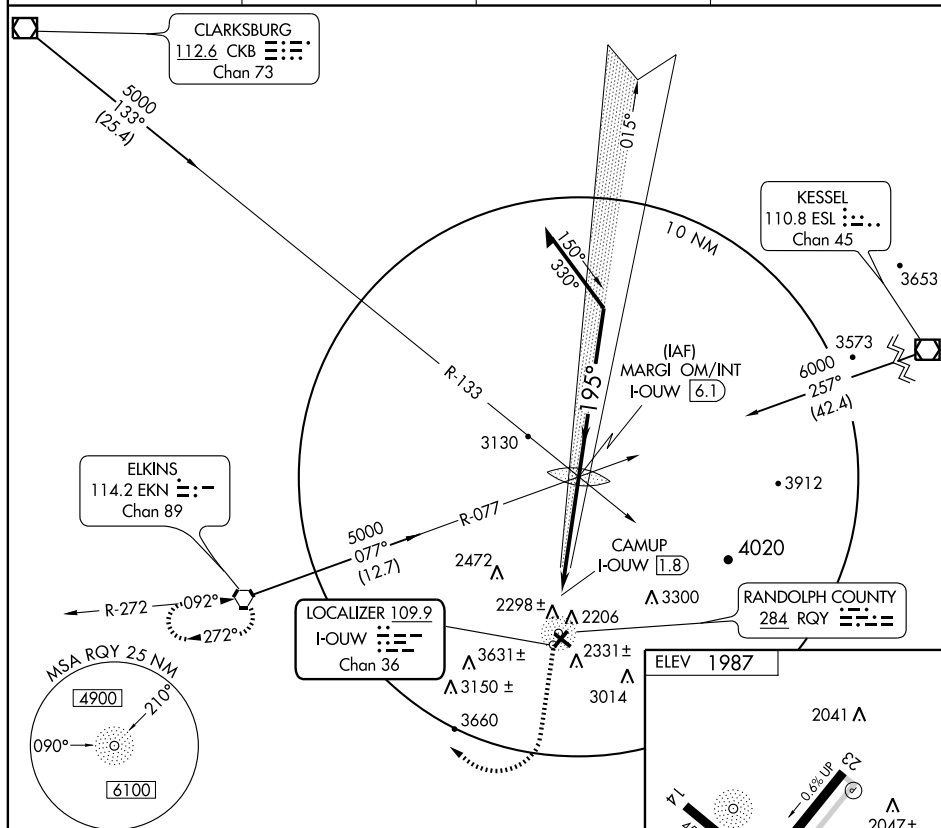 CLARKSBURG
112.6 CKB
Chan 73
5000
133°
(25.4)
015°
KESSEL
110.8 ESL
Chan 45
10 NM
150°
330°
3653
(IAF)
MARGI OM/INT
I-OUW 6.1
3573
6000
257°
(42.4)
195°
R-133
3130
ELKINS
114.2 EKN
Chan 89
3912
R-077
5000
077°
(12.7)
CAMUP
I-OUW 1.8
4020
2472
3300
R-272
092°
272°
LOCALIZER 109.9
I-OUW
Chan 36
2298 ±
2206
RANDOLPH COUNTY
284 RQY
3631±
2331±
3150 ±
3014
3660
MSA RQY 25 NM
4900
210°
090°
6100
ELEV 1987
2041
23
0.6% UP
14
2047±